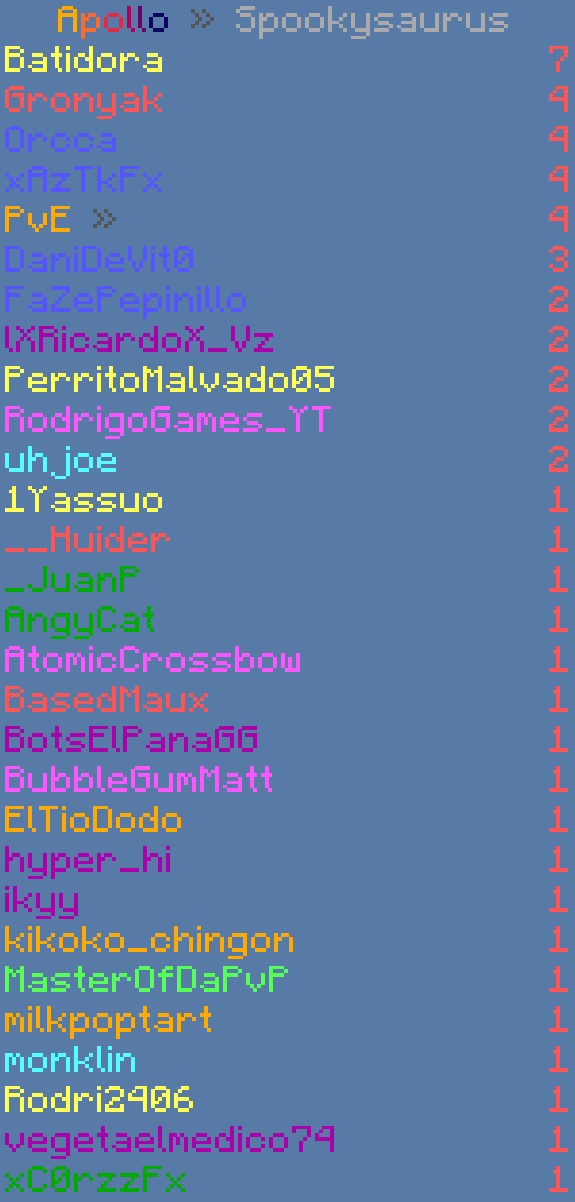 Apollo » Spookysaurus
Batidora 7
Gronyak 4
Orcca 4
xAzTkFx 4
PvE » 4
DaniDeVit0 3
FaZePepinillo 2
lXRicardoX_Vz 2
PerritoMalvado05 2
RodrigoGames_YT 2
uh_joe 2
1Yassuo 1
__Huider 1
_JuanP 1
AngyCat 1
AtomicCrossbow 1
BasedMaux 1
BotsElPanaGG 1
BubbleGumMatt 1
ElTioDodo 1
hyper_hi 1
ikyy 1
kikoko_chingon 1
MasterOfDaPvP 1
milkpoptart 1
monklin 1
Rodri2406 1
vegetaelmedico74 1
xC0rzzFx 1